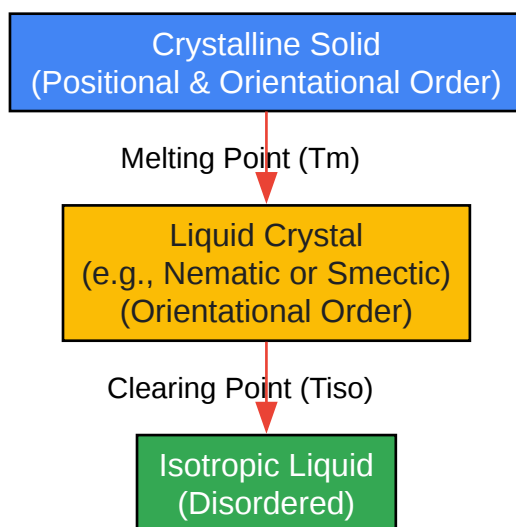 Crystalline Solid
(Positional & Orientational Order)
Melting Point (Tm)
Liquid Crystal
(e.g., Nematic or Smectic)
(Orientational Order)
Clearing Point (Tiso)
Isotropic Liquid
(Disordered)